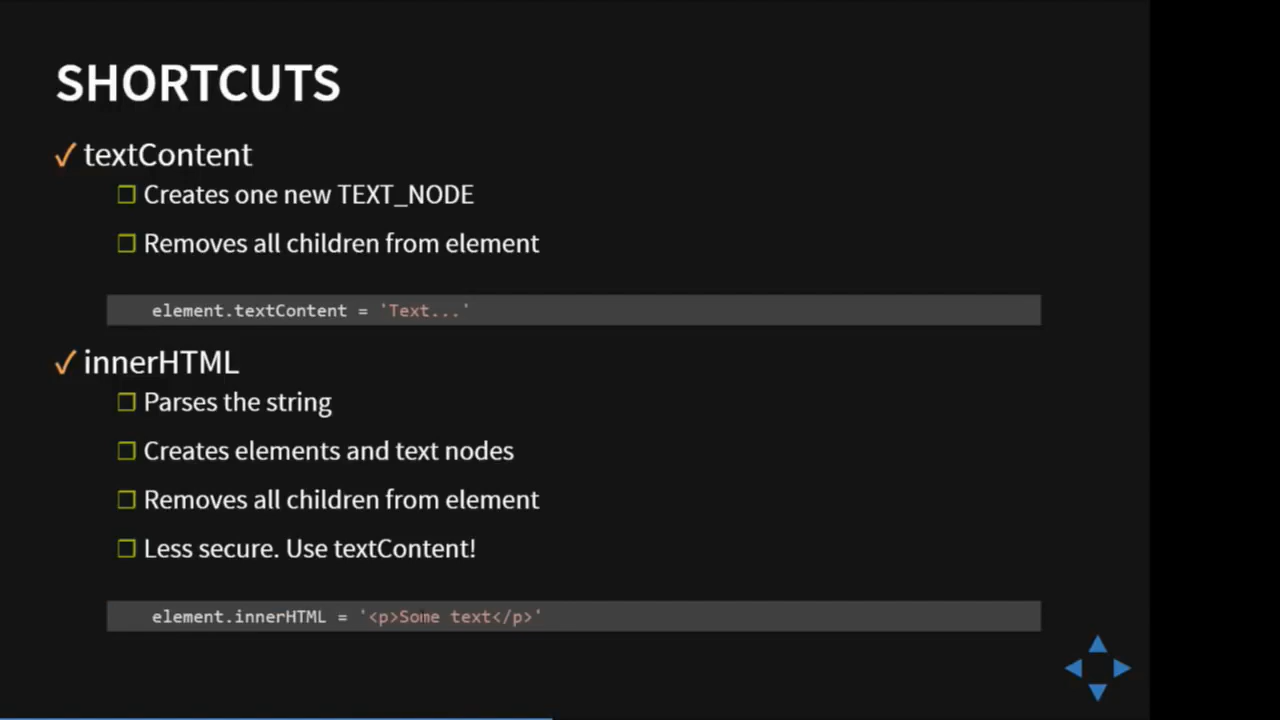 SHORTCUTS
✓ textContent
❐ Creates one new TEXT_NODE
❐ Removes all children from element
element.textContent = 'Text...'
✓ innerHTML
❐ Parses the string
❐ Creates elements and text nodes
❐ Removes all children from element
❐ Less secure. Use textContent!
element.innerHTML = '<p>Some text</p>'